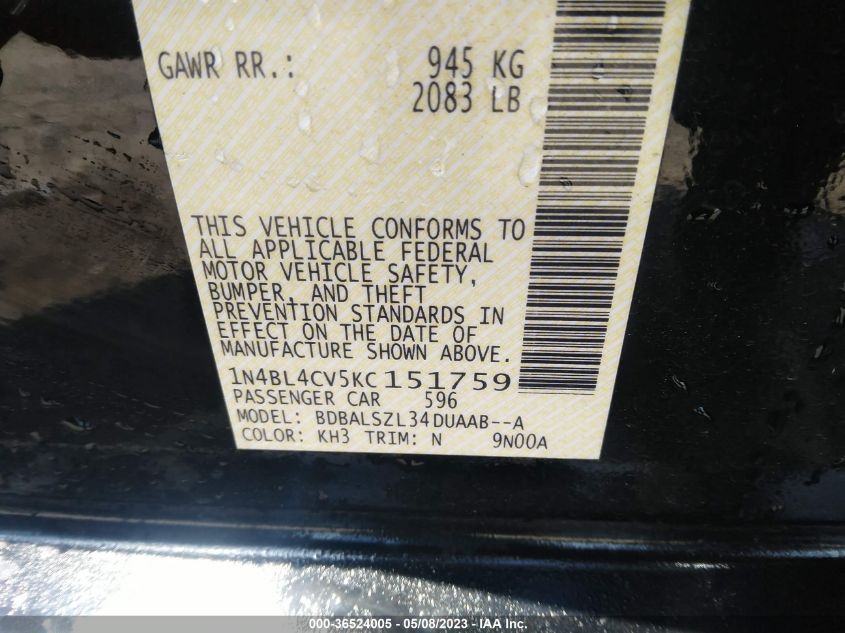 GAWR RR.: 945 KG
2083 LB
THIS VEHICLE CONFORMS TO
ALL APPLICABLE FEDERAL
MOTOR VEHICLE SAFETY,
BUMPER, AND THEFT
PREVENTION STANDARDS IN
EFFECT ON THE DATE OF
MANUFACTURE SHOWN ABOVE.
1N4BL4CV5KC151759
PASSENGER CAR 596
MODEL: BDBALSZL34DUAAB--A
COLOR: KH3 TRIM: N 9N00A
000-36524005 - 05/08/2023 - IAA Inc.